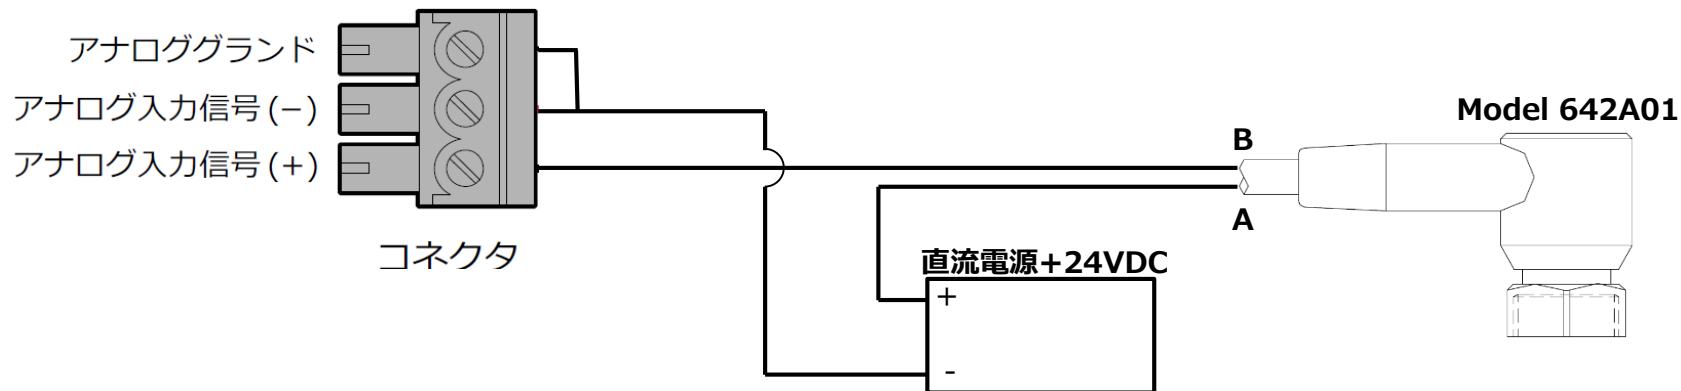 アナロググランド
アナログ入力信号(−)
アナログ入力信号(+)
コネクタ
Model 642A01
B
A
直流電源+24VDC
+
-